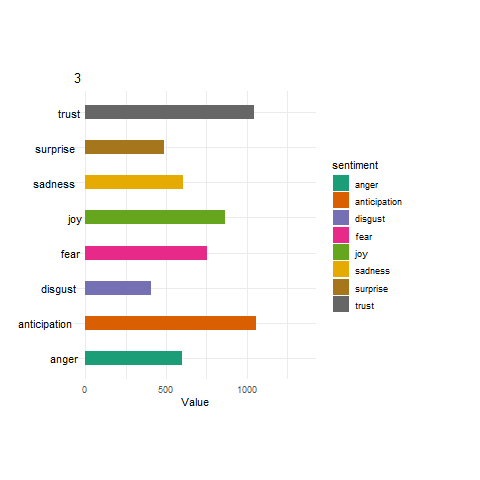 3
trust
surprise
sadness
joy
fear
disgust
anticipation
anger
0 500 1000
Value
sentiment
anger
anticipation
disgust
fear
joy
sadness
surprise
trust